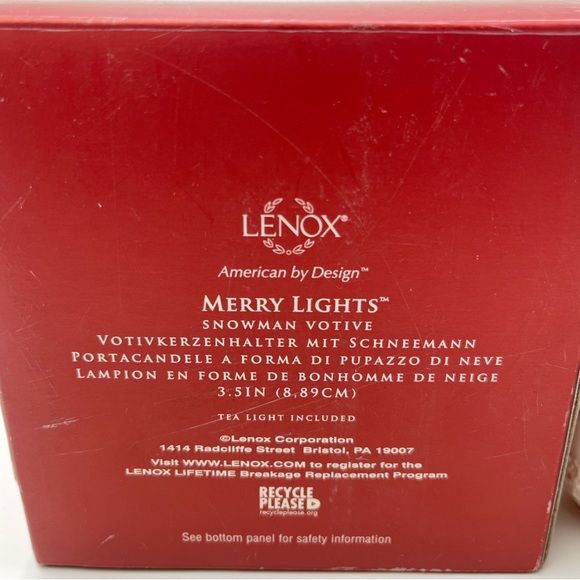 LENOX®
American by Design™
MERRY LIGHTS™
SNOWMAN VOTIVE
VOTIVKERZENHALTER MIT SCHNEEMANN
PORTACANDELE A FORMA DI PUPAZZO DI NEVE
LAMPION EN FORME DE BONHOMME DE NEIGE
3.5IN (8,89CM)
TEA LIGHT INCLUDED
©Lenox Corporation
1414 Radcliffe Street Bristol, PA 19007
Visit WWW.LENOX.COM to register for the
LENOX LIFETIME Breakage Replacement Program
RECYCLE
PLEASE
recycleplease.org
See bottom panel for safety information